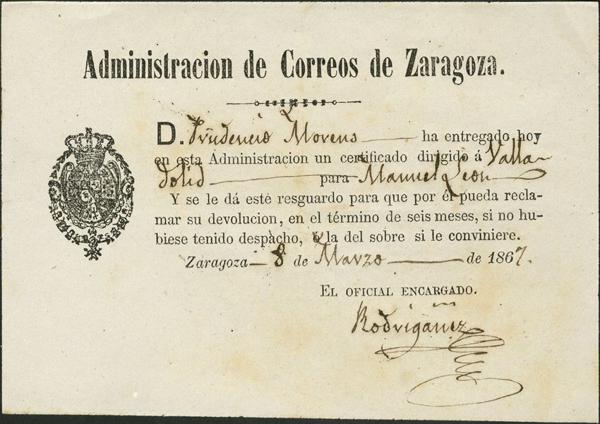 Administracion de Correos de Zaragoza.
D. Prudencio Moreno ha entregado hoy
en esta Administracion un certificado dirigido á Valla-
dolid para Manuel Leon
Y se le dá este resguardo para que por él pueda recla-
mar su devolucion, en el término de seis meses, si no hu-
biese tenido despacho, ó la del sobre si le conviniere.
Zaragoza 8 de Marzo de 1867.
EL OFICIAL ENCARGADO.
Rodrigañez